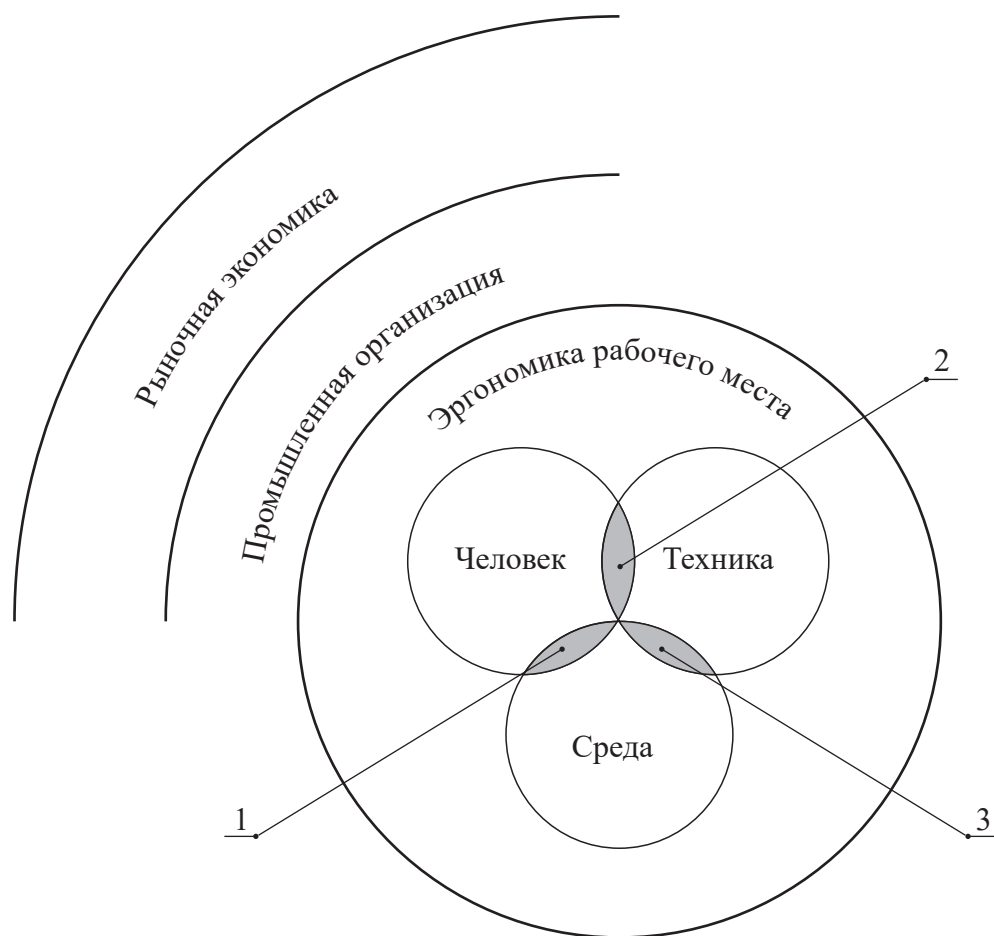 Рыночная экономика
Промышленная организация
Эргономика рабочего места
2
Человек
Техника
Среда
1
3